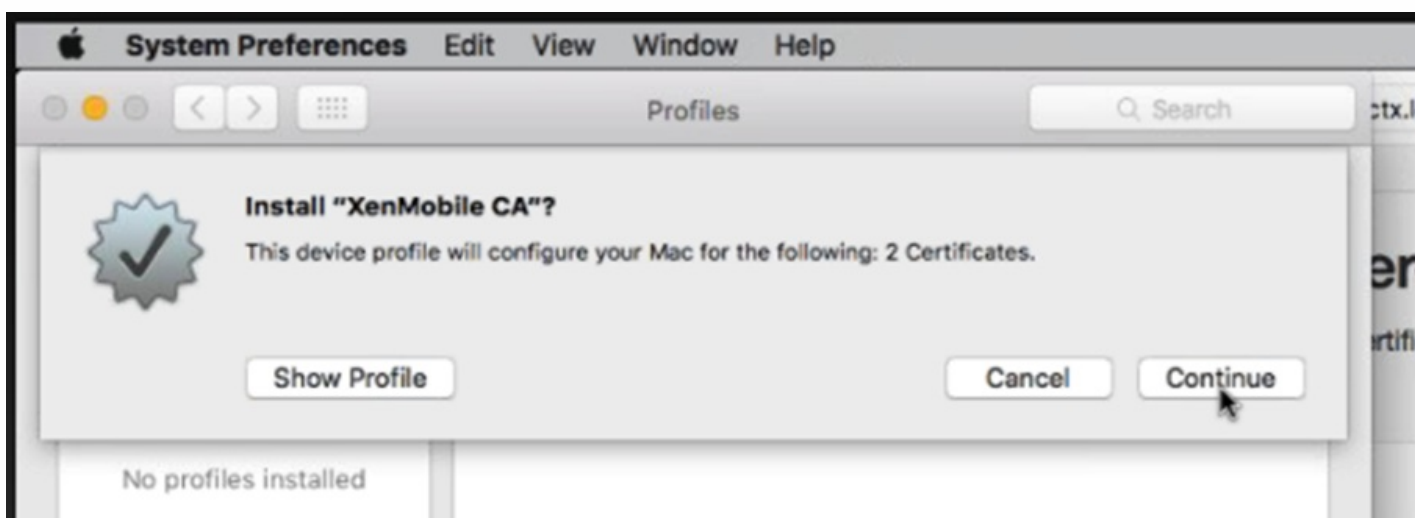 System Preferences Edit View Window Help
Profiles
Search
Install “XenMobile CA”?
This device profile will configure your Mac for the following: 2 Certificates.
Show Profile
Cancel
Continue
No profiles installed